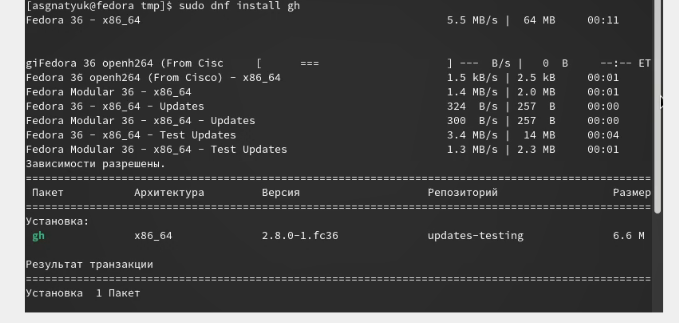 [asgnatyuk@fedora tmp]$ sudo dnf install gh
Fedora 36 - x86_64 5.5 MB/s | 64 MB 00:11
giFedora 36 openh264 (From Cisc [ === ] --- B/s | 0 B --:-- ET
Fedora 36 openh264 (From Cisco) - x86_64 1.5 kB/s | 2.5 kB 00:01
Fedora Modular 36 - x86_64 1.4 MB/s | 2.0 MB 00:01
Fedora 36 - x86_64 - Updates 324 B/s | 257 B 00:00
Fedora Modular 36 - x86_64 - Updates 300 B/s | 257 B 00:00
Fedora 36 - x86_64 - Test Updates 3.4 MB/s | 14 MB 00:04
Fedora Modular 36 - x86_64 - Test Updates 1.3 MB/s | 2.3 MB 00:01
Зависимости разрешены.
Пакет Архитектура Версия Репозиторий Размер
Установка:
gh x86_64 2.8.0-1.fc36 updates-testing 6.6 M
Результат транзакции
Установка 1 Пакет